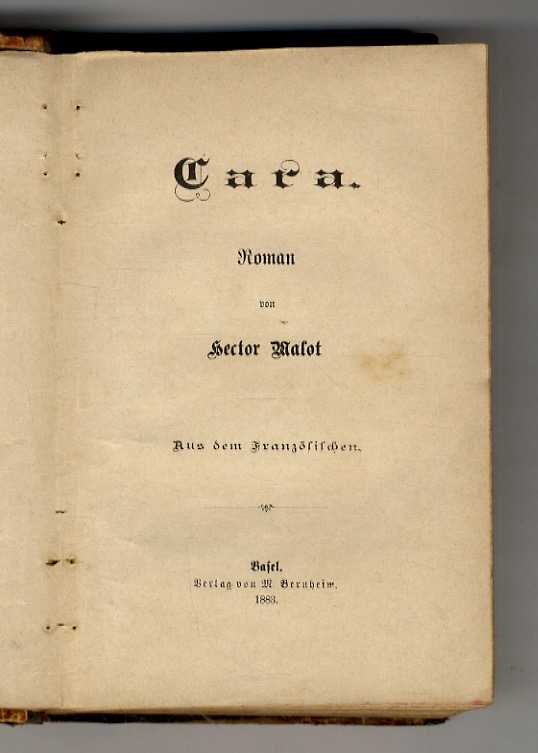 Cara.
Roman
von
Hector Malot
Aus dem Französischen.
Basel.
Verlag von M. Bernheim.
1883.